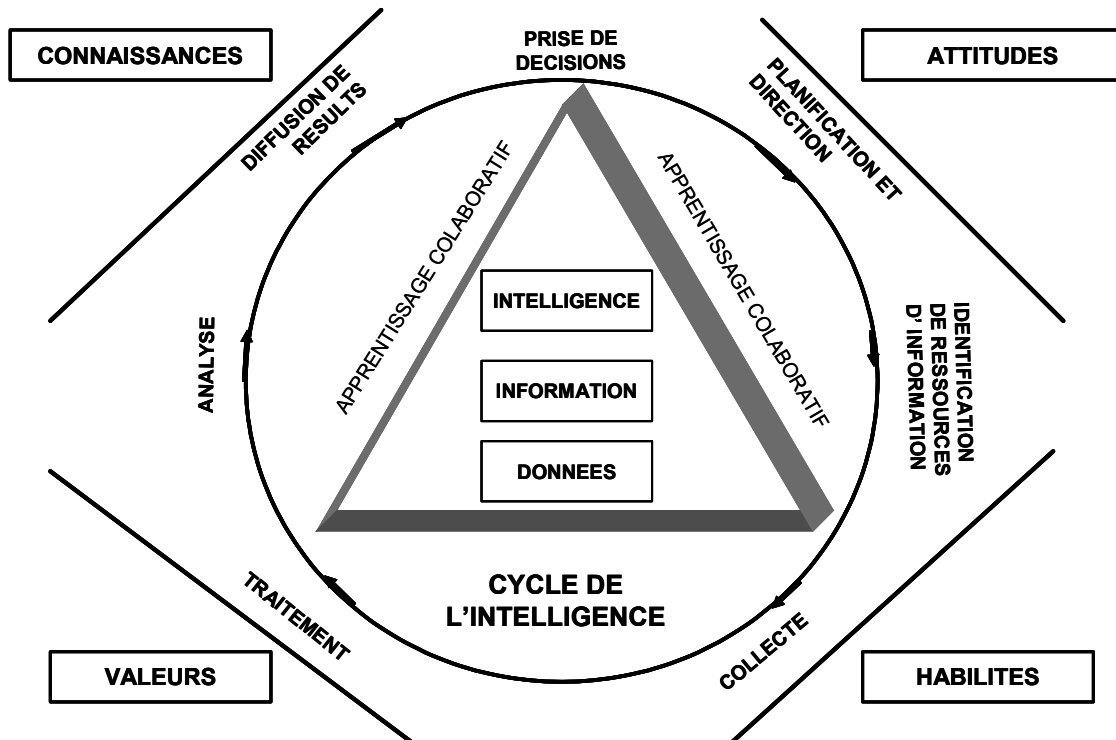 CONNAISSANCES
PRISE DE
DECISIONS
ATTITUDES
DIFFUSION DE
RESULTS
PLANIFICATION ET
DIRECTION
APPRENTISSAGE COLABORATIF
APPRENTISSAGE COLABORATIF
INTELLIGENCE
INFORMATION
DONNEES
ANALYSE
IDENTIFICATION
DE RESSOURCES
D' INFORMATION
CYCLE DE
L’INTELLIGENCE
TRAITEMENT
COLLECTE
VALEURS
HABILITES